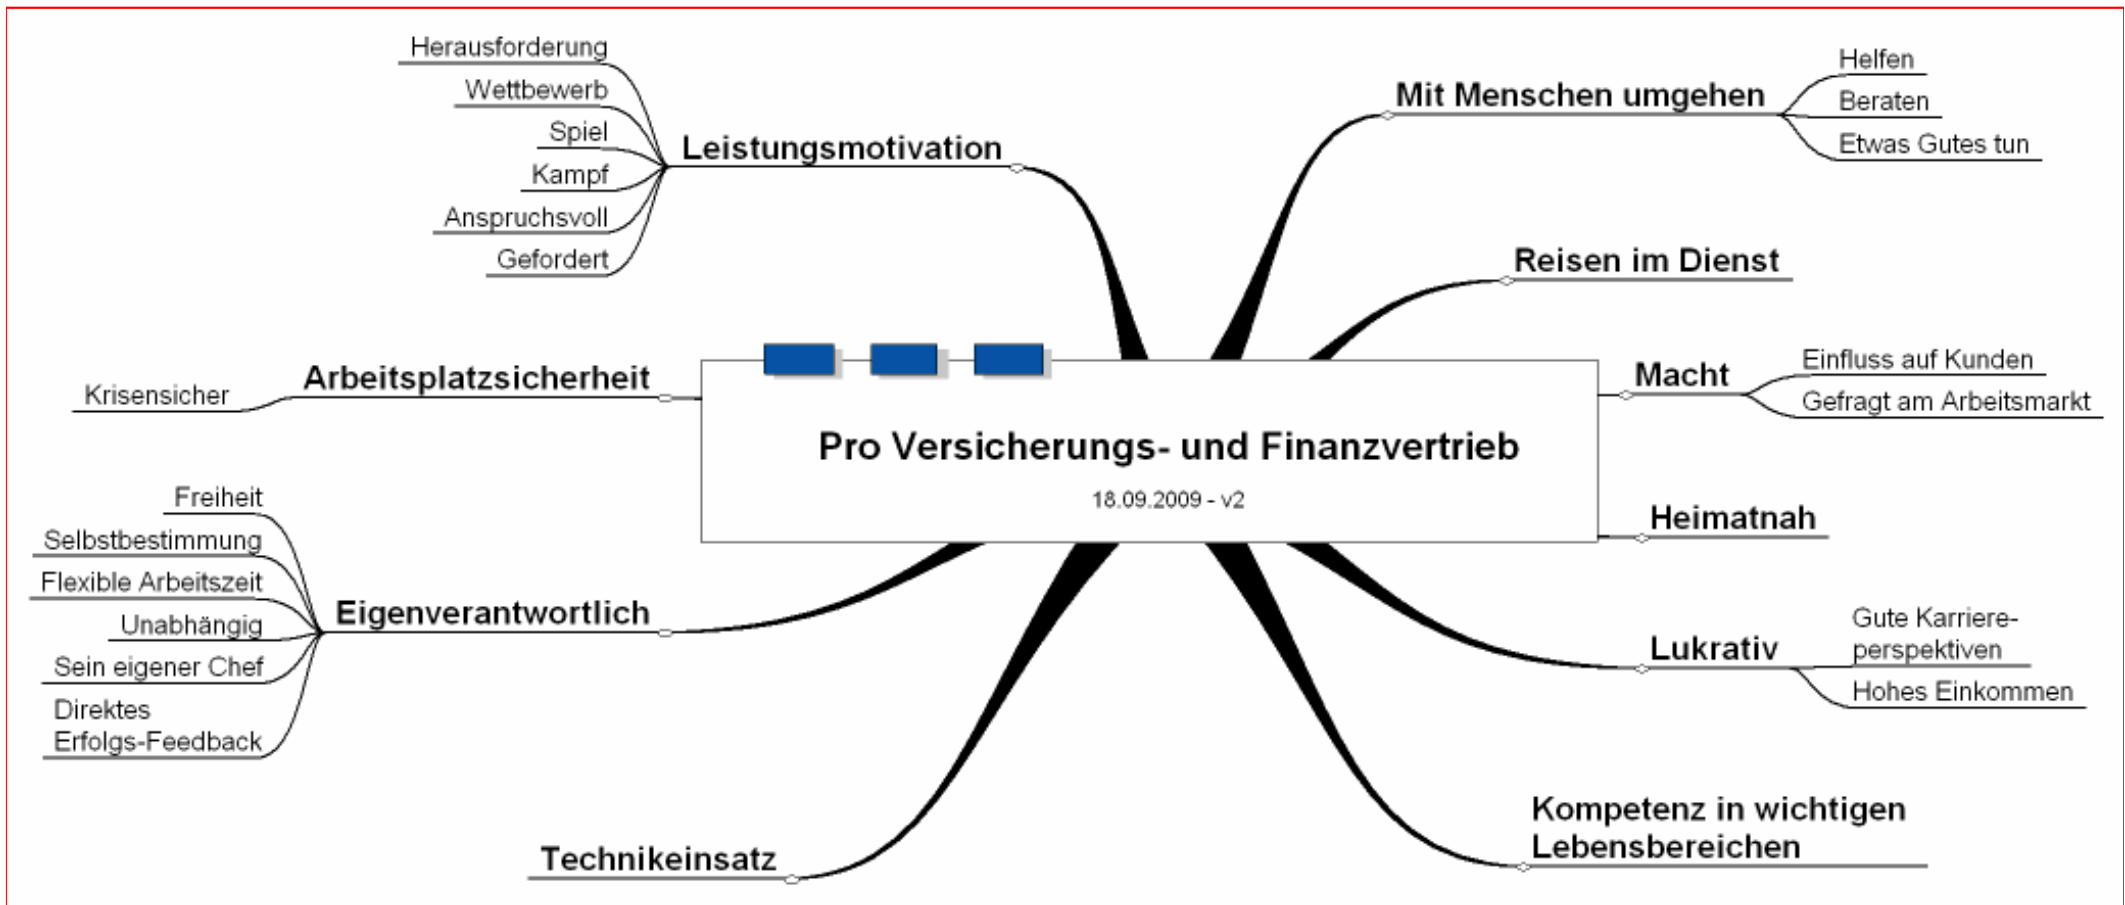 Herausforderung
Wettbewerb
Spiel
Kampf
Anspruchsvoll
Gefordert
Leistungsmotivation
Mit Menschen umgehen
Helfen
Beraten
Etwas Gutes tun
Reisen im Dienst
Arbeitsplatzsicherheit
Krisensicher
Macht
Einfluss auf Kunden
Gefragt am Arbeitsmarkt
Pro Versicherungs- und Finanzvertrieb
18.09.2009 - v2
Heimatnah
Freiheit
Selbstbestimmung
Flexible Arbeitszeit
Unabhängig
Sein eigener Chef
Direktes
Erfolgs-Feedback
Eigenverantwortlich
Lukrativ
Gute Karriere-
perspektiven
Hohes Einkommen
Technikeinsatz
Kompetenz in wichtigen
Lebensbereichen